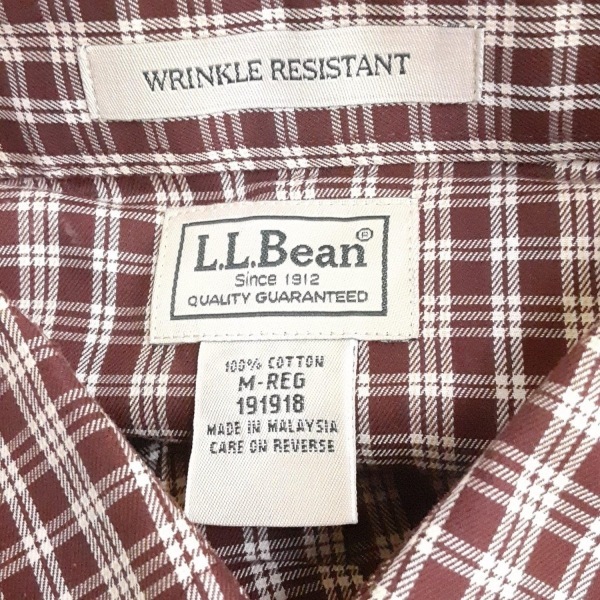 WRINKLE RESISTANT
L.L.Bean®
Since 1912
QUALITY GUARANTEED
100% COTTON
M-REG
191918
MADE IN MALAYSIA
CARE ON REVERSE